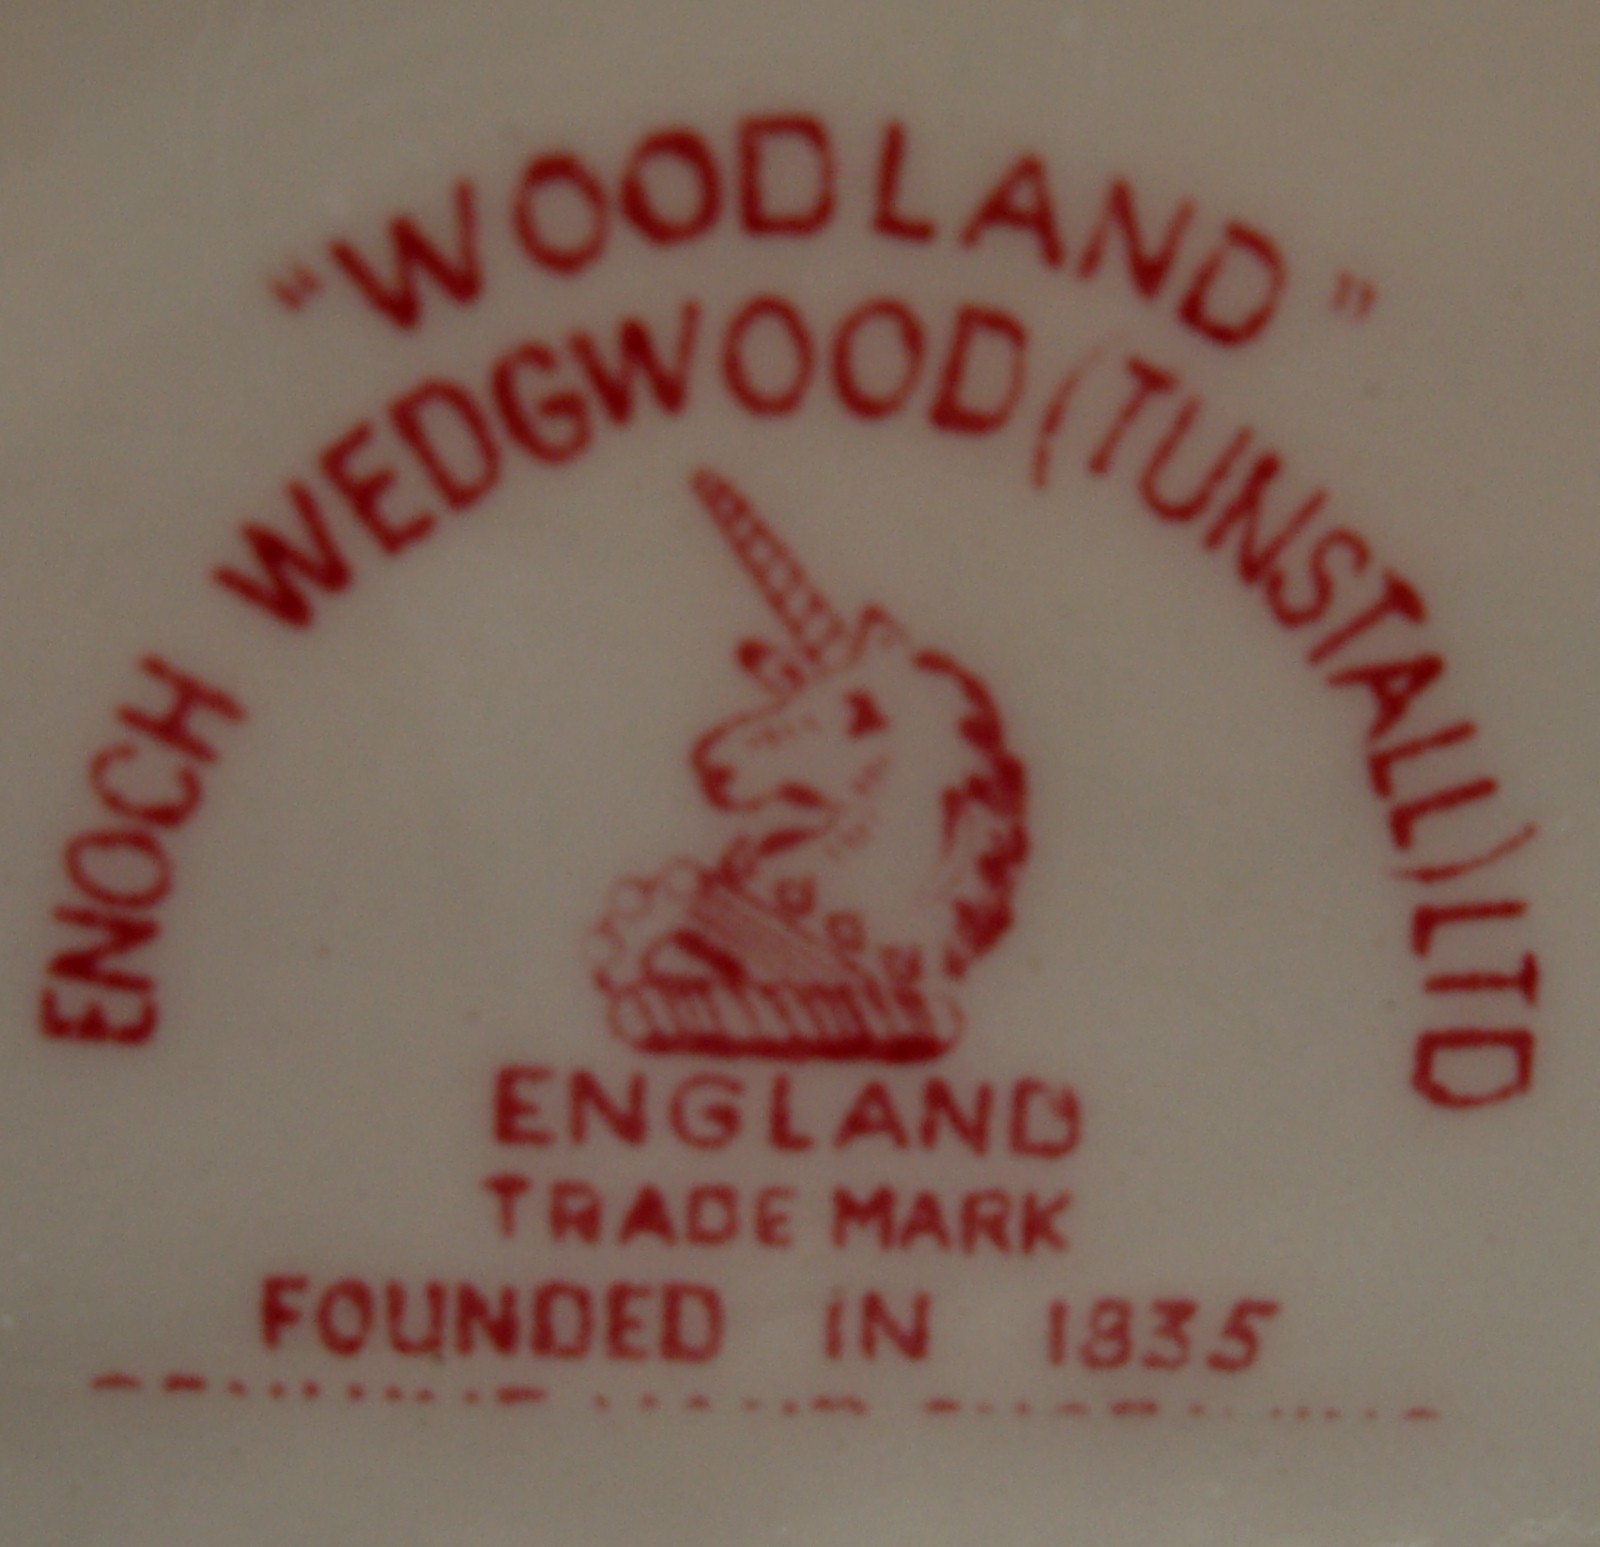 "WOODLAND"
ENOCH WEDGWOOD (TUNSTALL) LTD
ENGLAND
TRADE MARK
FOUNDED IN 1835